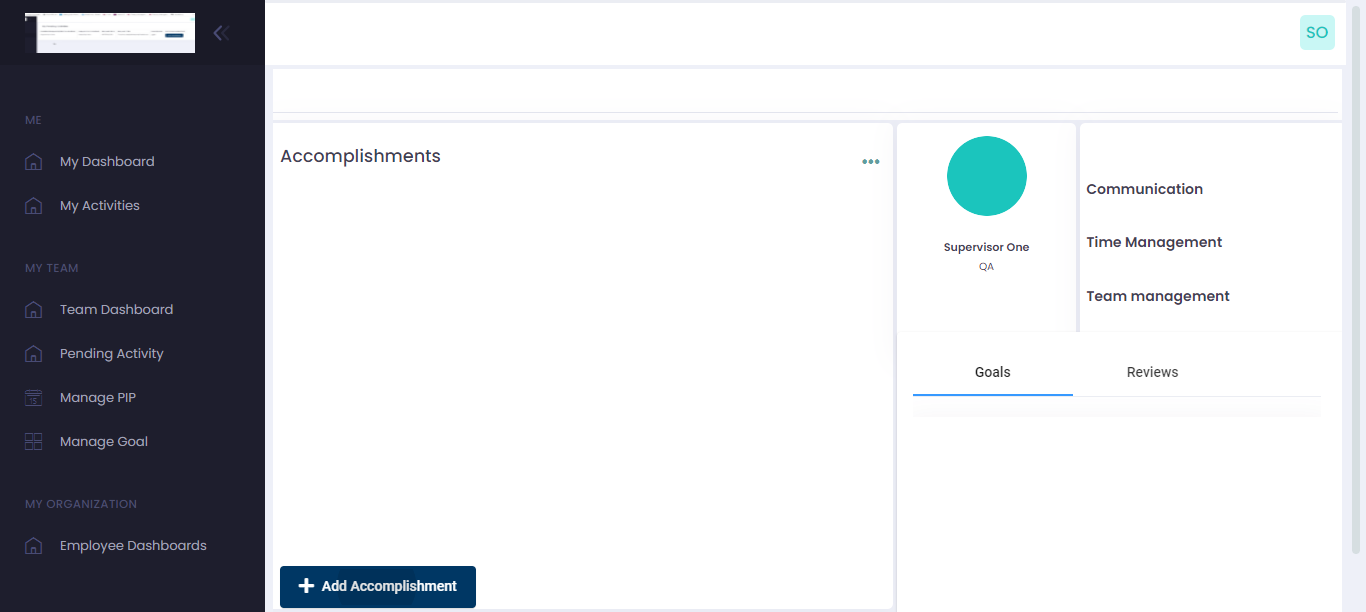 SO
ME
My Dashboard
My Activities
MY TEAM
Team Dashboard
Pending Activity
Manage PIP
15
Manage Goal
MY ORGANIZATION
Employee Dashboards
Accomplishments
Add Accomplishment
Supervisor One
QA
Communication
Time Management
Team management
Goals
Reviews